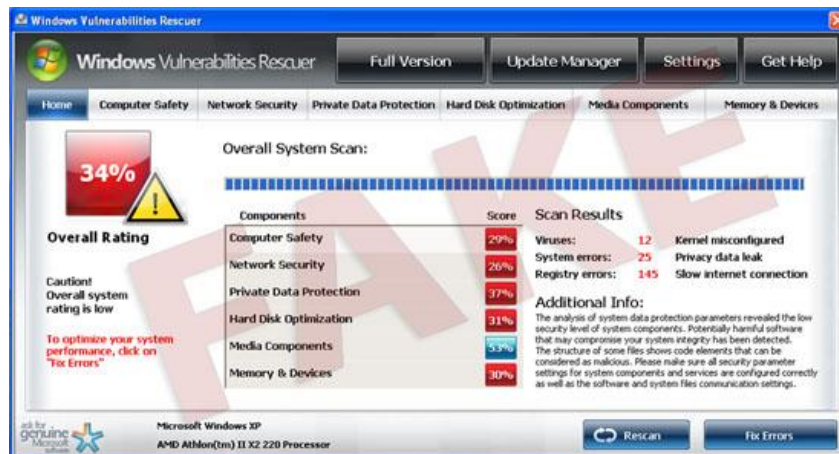 Windows Vulnerabilities Rescuer
Windows Vulnerabilities Rescuer
Full Version
Update Manager
Settings
Get Help
Home
Computer Safety
Network Security
Private Data Protection
Hard Disk Optimization
Media Components
Memory & Devices
34%
Overall Rating
Caution!
Overall system
rating is low
To optimize your system
performance, click on
"Fix Errors"
Overall System Scan:
Components Score
Computer Safety 29%
Network Security 26%
Private Data Protection 37%
Hard Disk Optimization 31%
Media Components 53%
Memory & Devices 30%
Scan Results
Viruses: 12 Kernel misconfigured
System errors: 25 Privacy data leak
Registry errors: 145 Slow internet connection
Additional Info:
The analysis of system data protection parameters revealed the low
security level of system components. Potentially harmful software
that may compromise your system integrity has been detected.
The structure of some files shows code elements that can be
considered as malicious. Please make sure all security parameter
settings for system components and services are configured correctly
as well as the software and system files communication settings.
FAKE
ask for
genuine
Microsoft
software
Microsoft Windows XP
AMD Athlon(tm) II X2 220 Processor
Rescan
Fix Errors